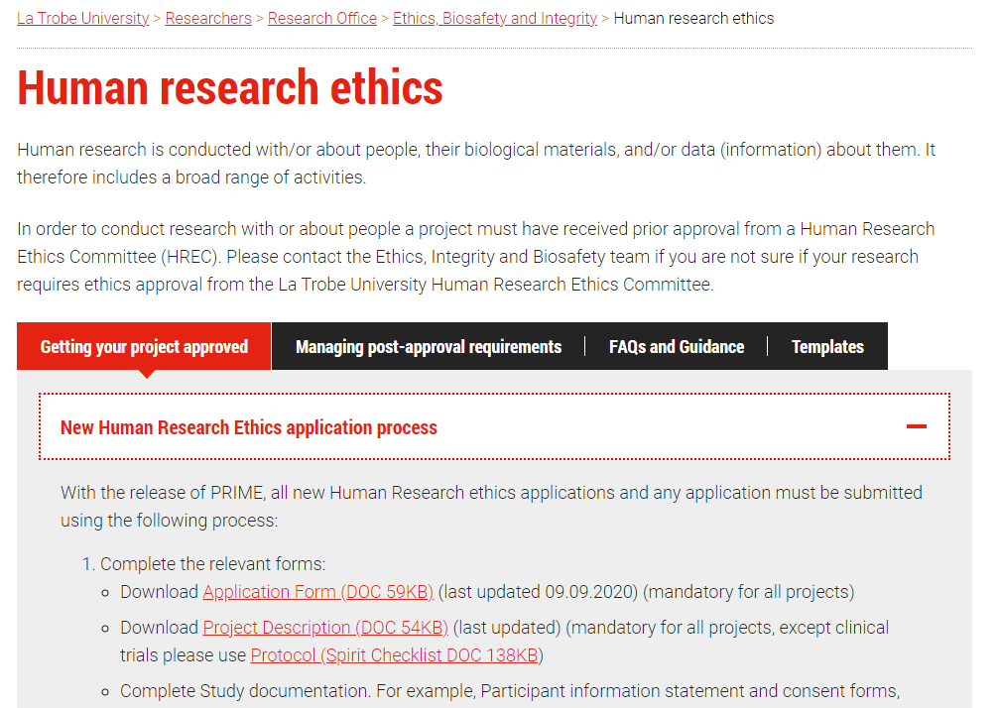 La Trobe University > Researchers > Research Office > Ethics, Biosafety and Integrity > Human research ethics
Human research ethics
Human research is conducted with/or about people, their biological materials, and/or data (information) about them. It
therefore includes a broad range of activities.
In order to conduct research with or about people a project must have received prior approval from a Human Research
Ethics Committee (HREC). Please contact the Ethics, Integrity and Biosafety team if you are not sure if your research
requires ethics approval from the La Trobe University Human Research Ethics Committee.
Getting your project approved | Managing post-approval requirements | FAQs and Guidance | Templates
New Human Research Ethics application process
With the release of PRIME, all new Human Research ethics applications and any application must be submitted
using the following process:
1. Complete the relevant forms:
Download Application Form (DOC 59KB) (last updated 09.09.2020) (mandatory for all projects)
Download Project Description (DOC 54KB) (last updated) (mandatory for all projects, except clinical
trials please use Protocol (Spirit Checklist DOC 138KB)
Complete Study documentation. For example, Participant information statement and consent forms,